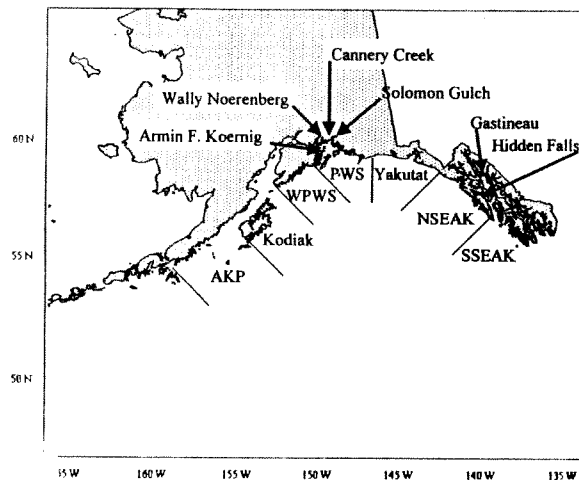 Cannery Creek
Wally Noerenberg
Solomon Gulch
60 N
Armin F. Koernig
Gastineau
Hidden Falls
PWS
Yakutat
WPWS
NSEAK
Kodiak
SSEAK
55 N
AKP
50 N
55 W
160 W
155 W
150 W
145 W
140 W
135 W